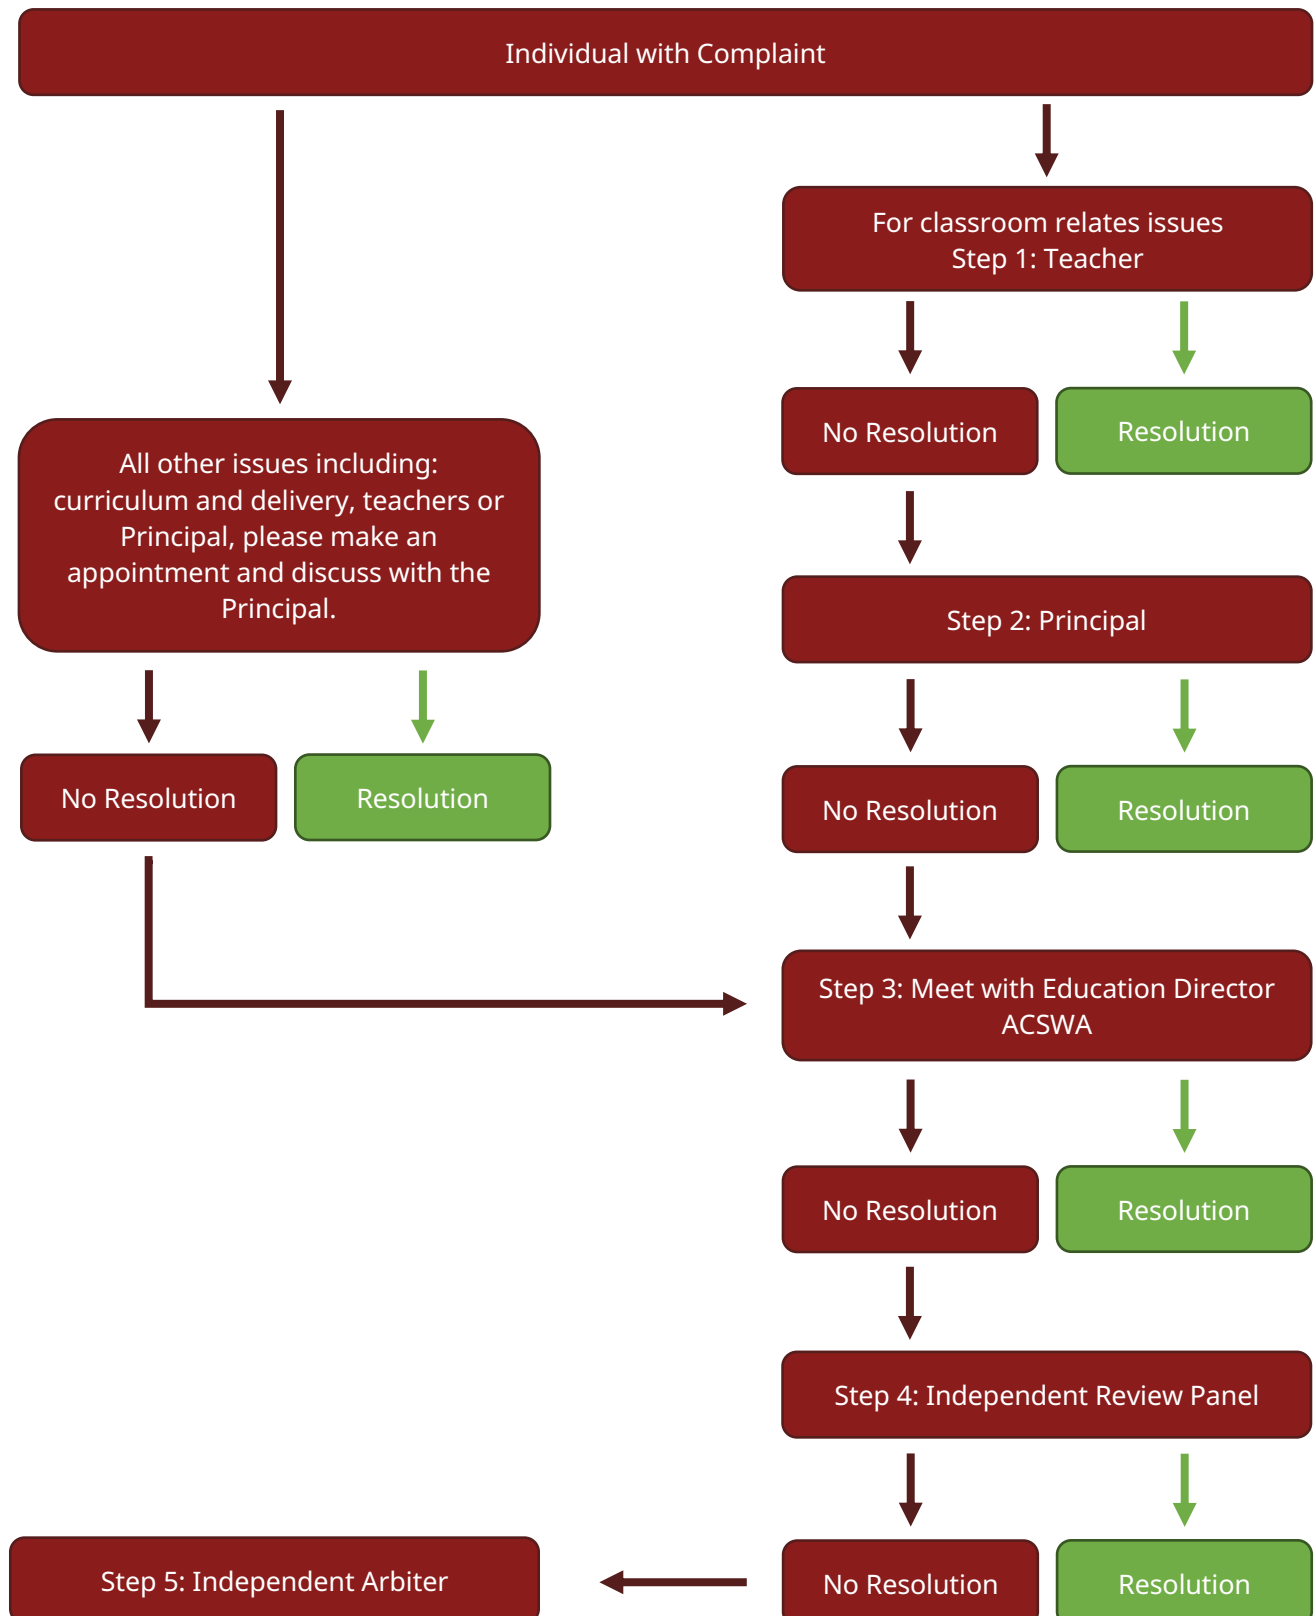 Individual with Complaint
For classroom relates issues
Step 1: Teacher
No Resolution
Resolution
All other issues including:
curriculum and delivery, teachers or
Principal, please make an
appointment and discuss with the
Principal.
Step 2: Principal
No Resolution
Resolution
No Resolution
Resolution
Step 3: Meet with Education Director
ACSWA
No Resolution
Resolution
Step 4: Independent Review Panel
No Resolution
Resolution
Step 5: Independent Arbiter